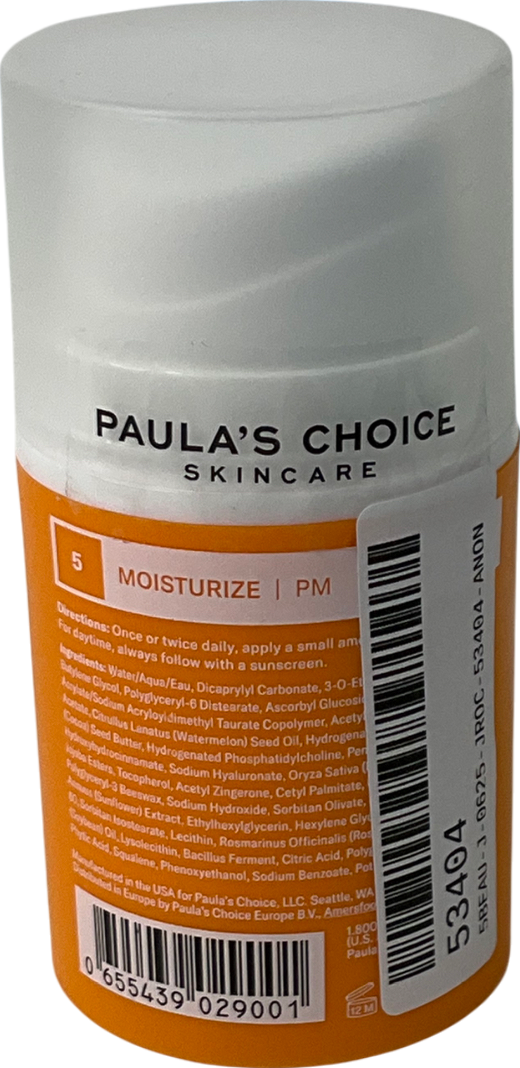 PAULA'S CHOICE
SKINCARE
5
MOISTURIZE | PM
Directions: Once or twice daily, apply a small am
For daytime, always follow with a sunscreen.
Ingredients: Water/Aqua/Eau, Dicaprylyl Carbonate, 3-O-Et
Butylene Glycol, Polyglyceryl-6 Distearate, Ascorbyl Glucosi
Acrylate/Sodium Acryloyldimethyl Taurate Copolymer, Acetyl
Acetate, Citrullus Lanatus (Watermelon) Seed Oil, Hydrogena
(Cocoa) Seed Butter, Hydrogenated Phosphatidylcholine, Pen
Hydroxyhydrocinnamate, Sodium Hyaluronate, Oryza Sativa (
Jojoba Esters, Tocopherol, Acetyl Zingerone, Cetyl Palmitate,
Polyglyceryl-3 Beeswax, Sodium Hydroxide, Sorbitan Olivate,
Annuus (Sunflower) Extract, Ethylhexylglycerin, Hexylene Gly
60, Sorbitan Isostearate, Lecithin, Rosmarinus Officinalis (Ros
(Soybean) Oil, Lysolecithin, Bacillus Ferment, Citric Acid, Poly
Phytic Acid, Squalene, Phenoxyethanol, Sodium Benzoate, Pot
Manufactured in the USA for Paula's Choice, LLC. Seattle, WA
Distributed in Europe by Paula's Choice Europe B.V., Amersfoo
1.800
(U.S.
Paula
0 655439 029001
12 M
53404
5BEAU-J-0625-JROC-53404-ANON